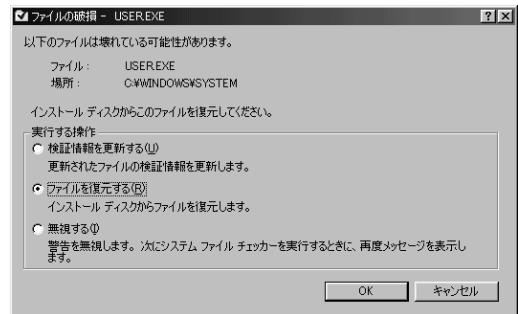 ファイルの破損 - USER.EXE
以下のファイルは壊れている可能性があります。
ファイル： USER.EXE
場所： C:¥WINDOWS¥SYSTEM
インストール ディスクからこのファイルを復元してください。
実行する操作
検証情報を更新する(U)
更新されたファイルの検証情報を更新します。
ファイルを復元する(R)
インストール ディスクからファイルを復元します。
無視する(I)
警告を無視します。次にシステム ファイル チェッカーを実行するときに、再度メッセージを表示し
ます。
OK キャンセル